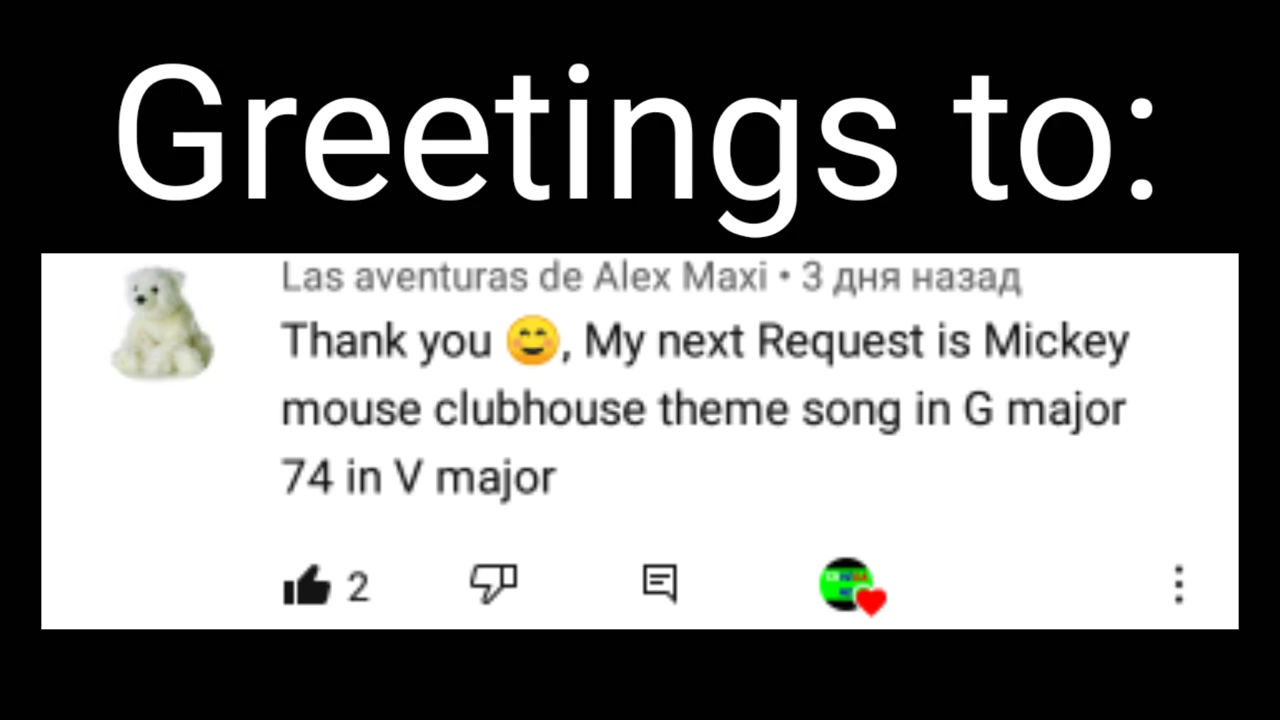 Greetings to:
Las aventuras de Alex Maxi • 3 дня назад
Thank you 😊, My next Request is Mickey
mouse clubhouse theme song in G major
74 in V major
2